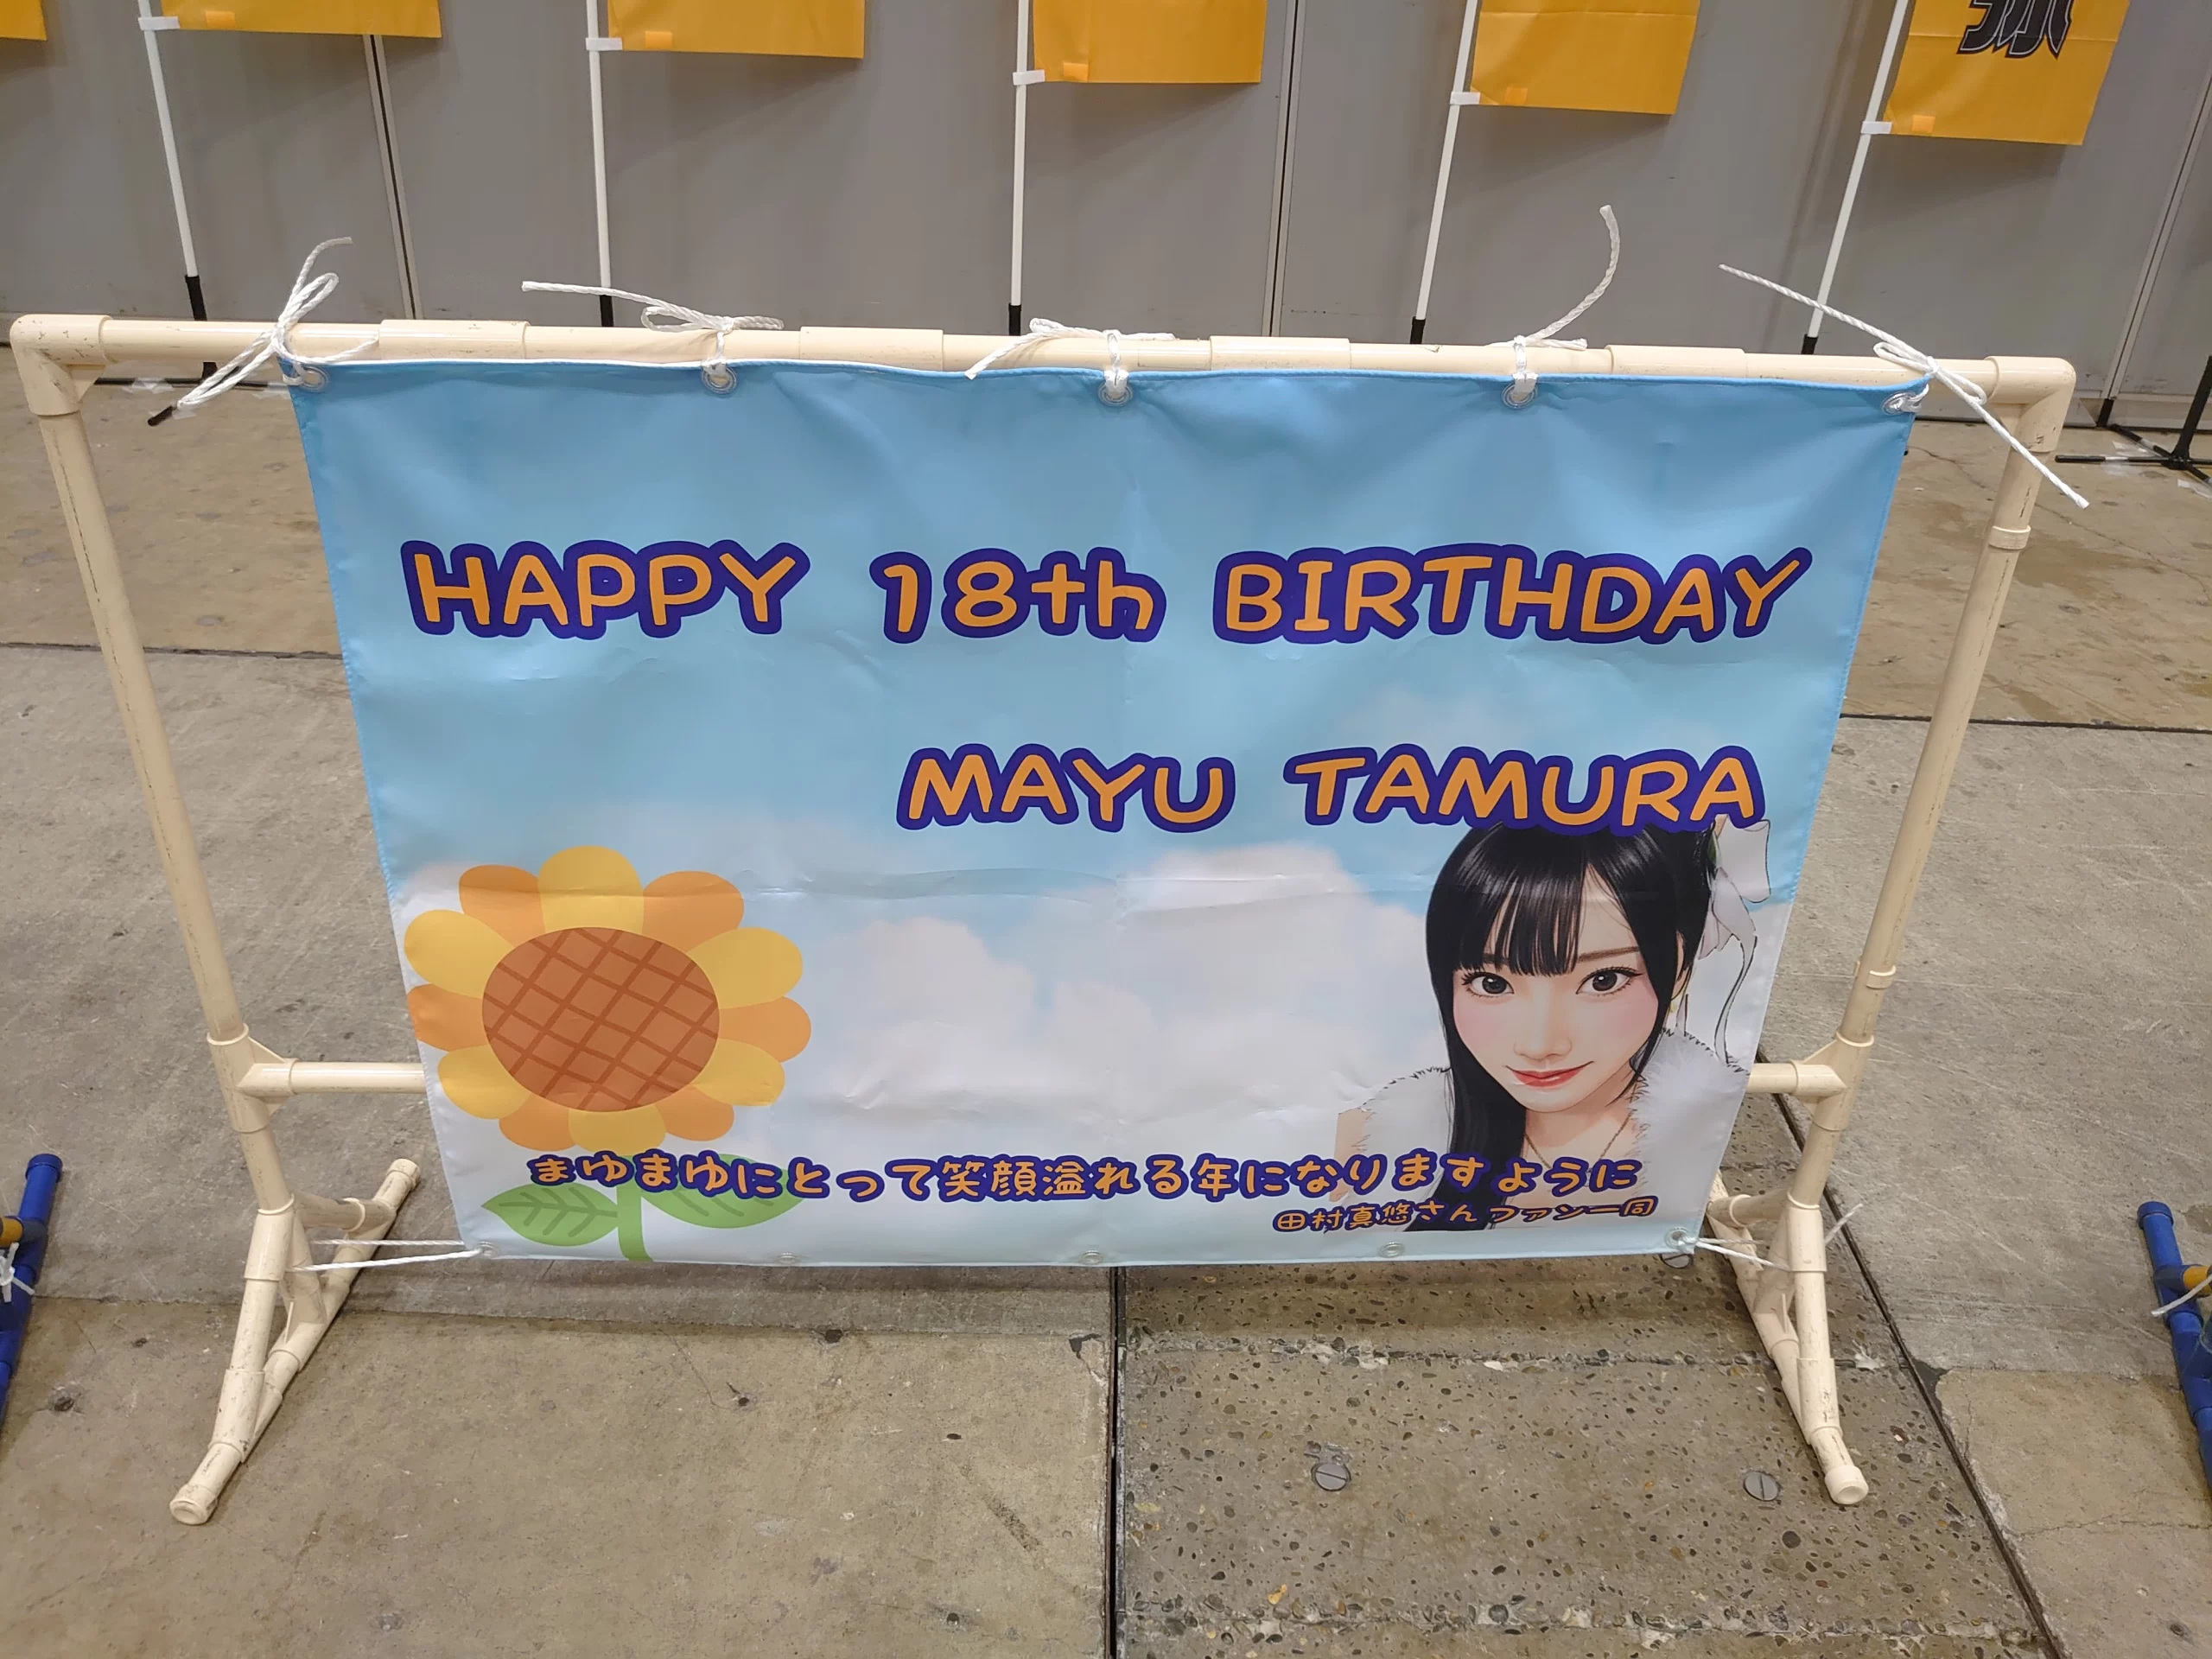 HAPPY 18th BIRTHDAY
MAYU TAMURA
まゆまゆにとって笑顔溢れる年になりますように
田村真悠さんファン一同